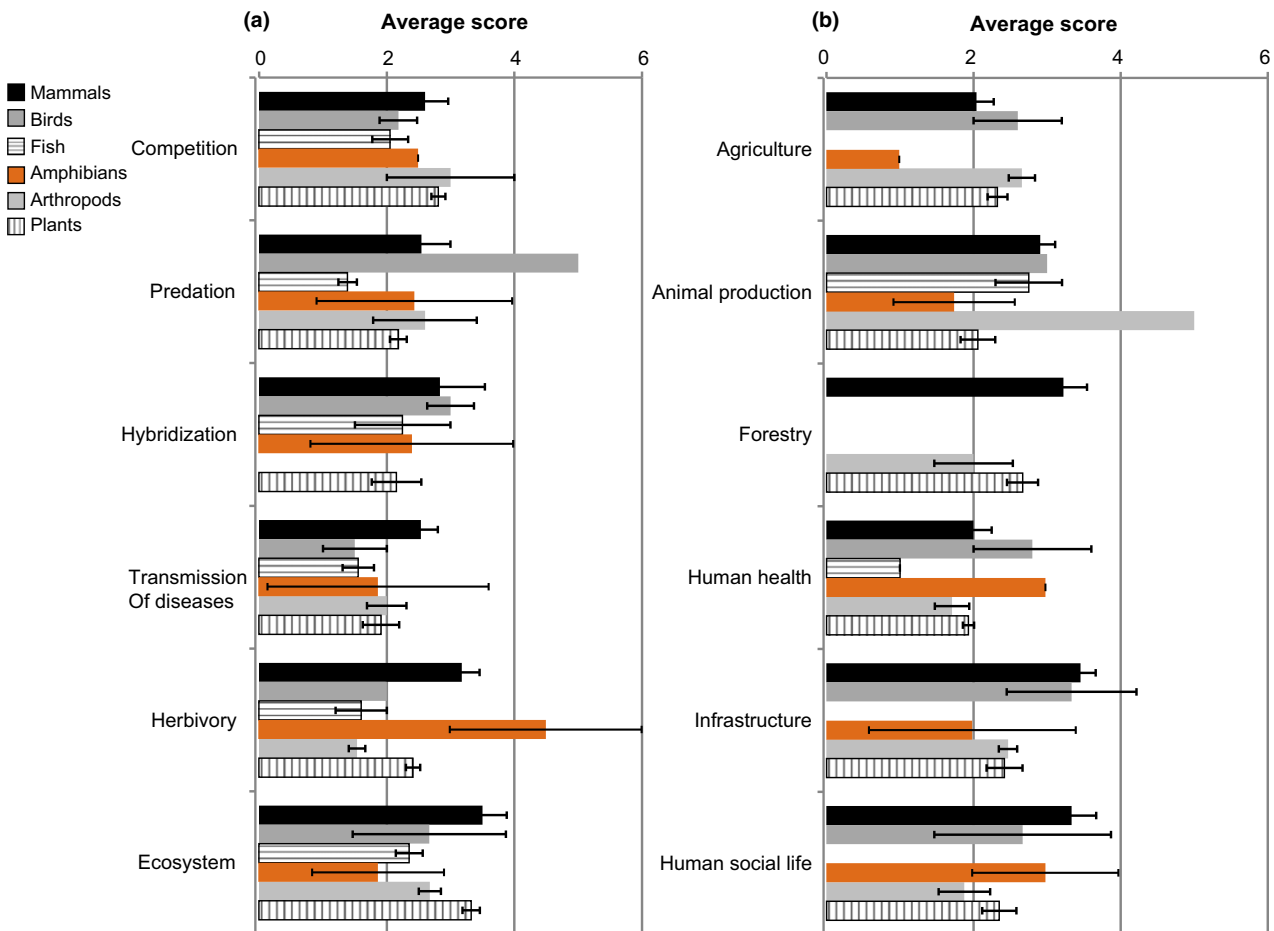 (a)
Average score
0 2 4 6
Mammals
Birds
Fish
Amphibians
Arthropods
Plants
Competition
Predation
Hybridization
Transmission
Of diseases
Herbivory
Ecosystem
(b)
Average score
0 2 4 6
Agriculture
Animal production
Forestry
Human health
Infrastructure
Human social life